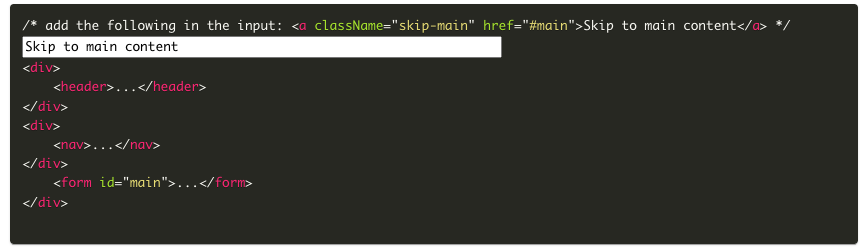 /* add the following in the input: <a className="skip-main" href="#main">Skip to main content</a> */
Skip to main content
<div>
    <header>...</header>
</div>
<div>
    <nav>...</nav>
</div>
    <form id="main">...</form>
</div>